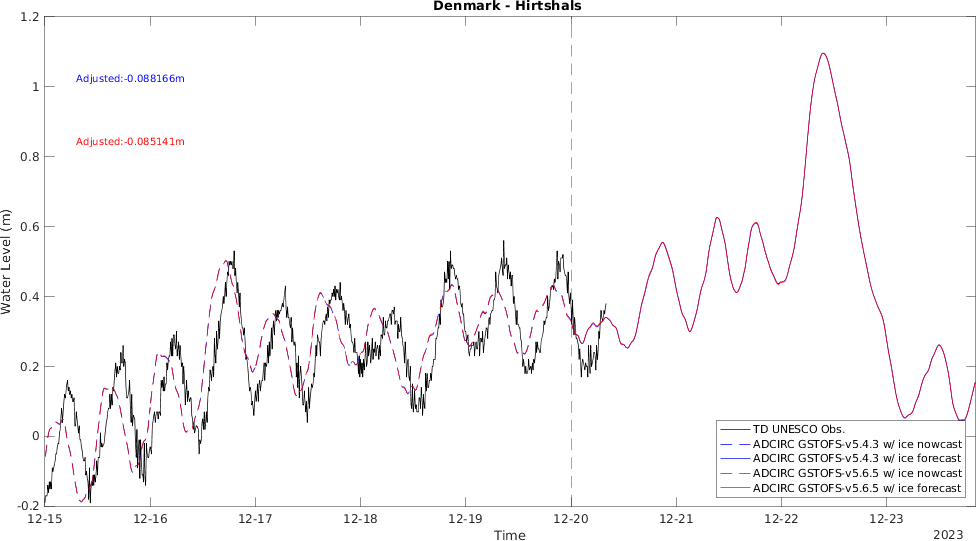 Denmark - Hirtshals
1.2
1
0.8
0.6
0.4
0.2
0
-0.2
Water Level (m)
Adjusted:-0.088166m
Adjusted:-0.085141m
TD UNESCO Obs.
ADCIRC GSTOFS-v5.4.3 w/ ice nowcast
ADCIRC GSTOFS-v5.4.3 w/ ice forecast
ADCIRC GSTOFS-v5.6.5 w/ ice nowcast
ADCIRC GSTOFS-v5.6.5 w/ ice forecast
12-15 12-16 12-17 12-18 12-19 12-20 12-21 12-22 12-23
Time
2023